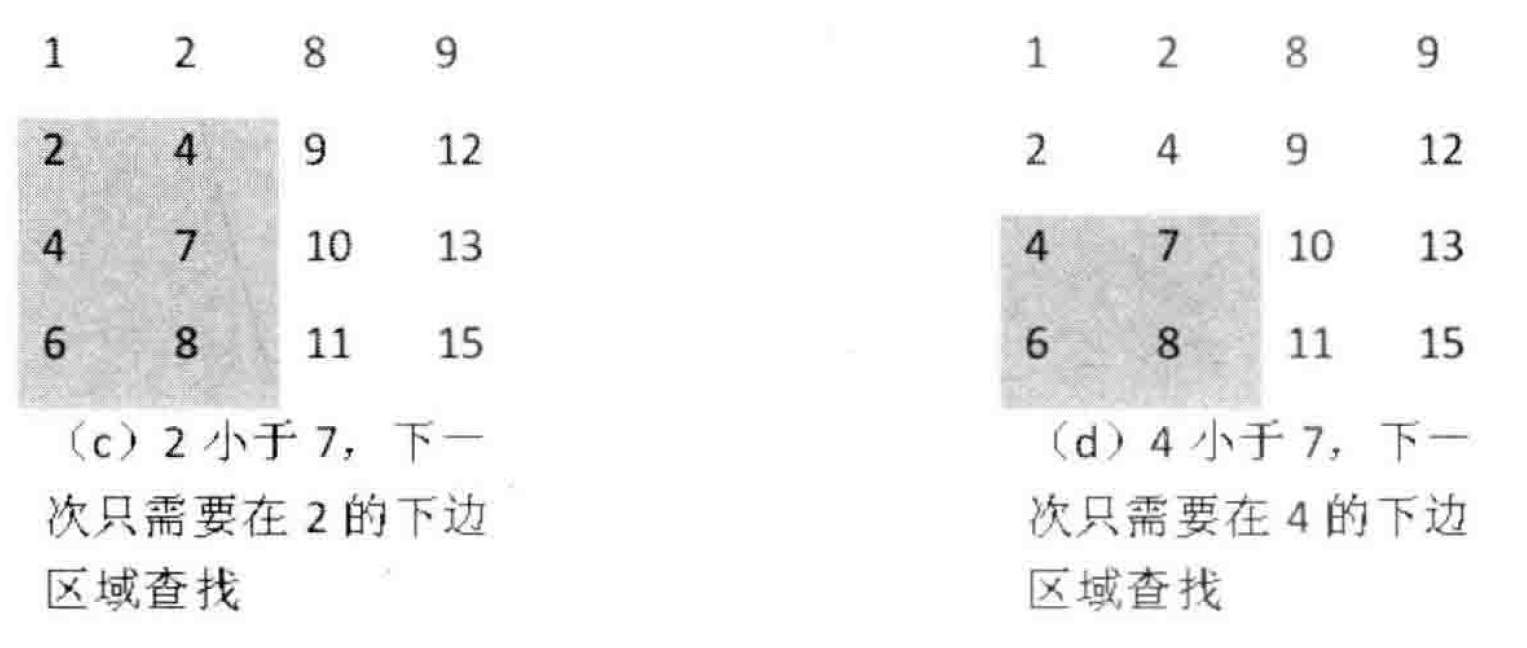 1 2 8 9
2 4 9 12
4 7 10 13
6 8 11 15
（c）2 小于 7，下一
次只需要在 2 的下边
区域查找
1 2 8 9
2 4 9 12
4 7 10 13
6 8 11 15
（d）4 小于 7，下一
次只需要在 4 的下边
区域查找